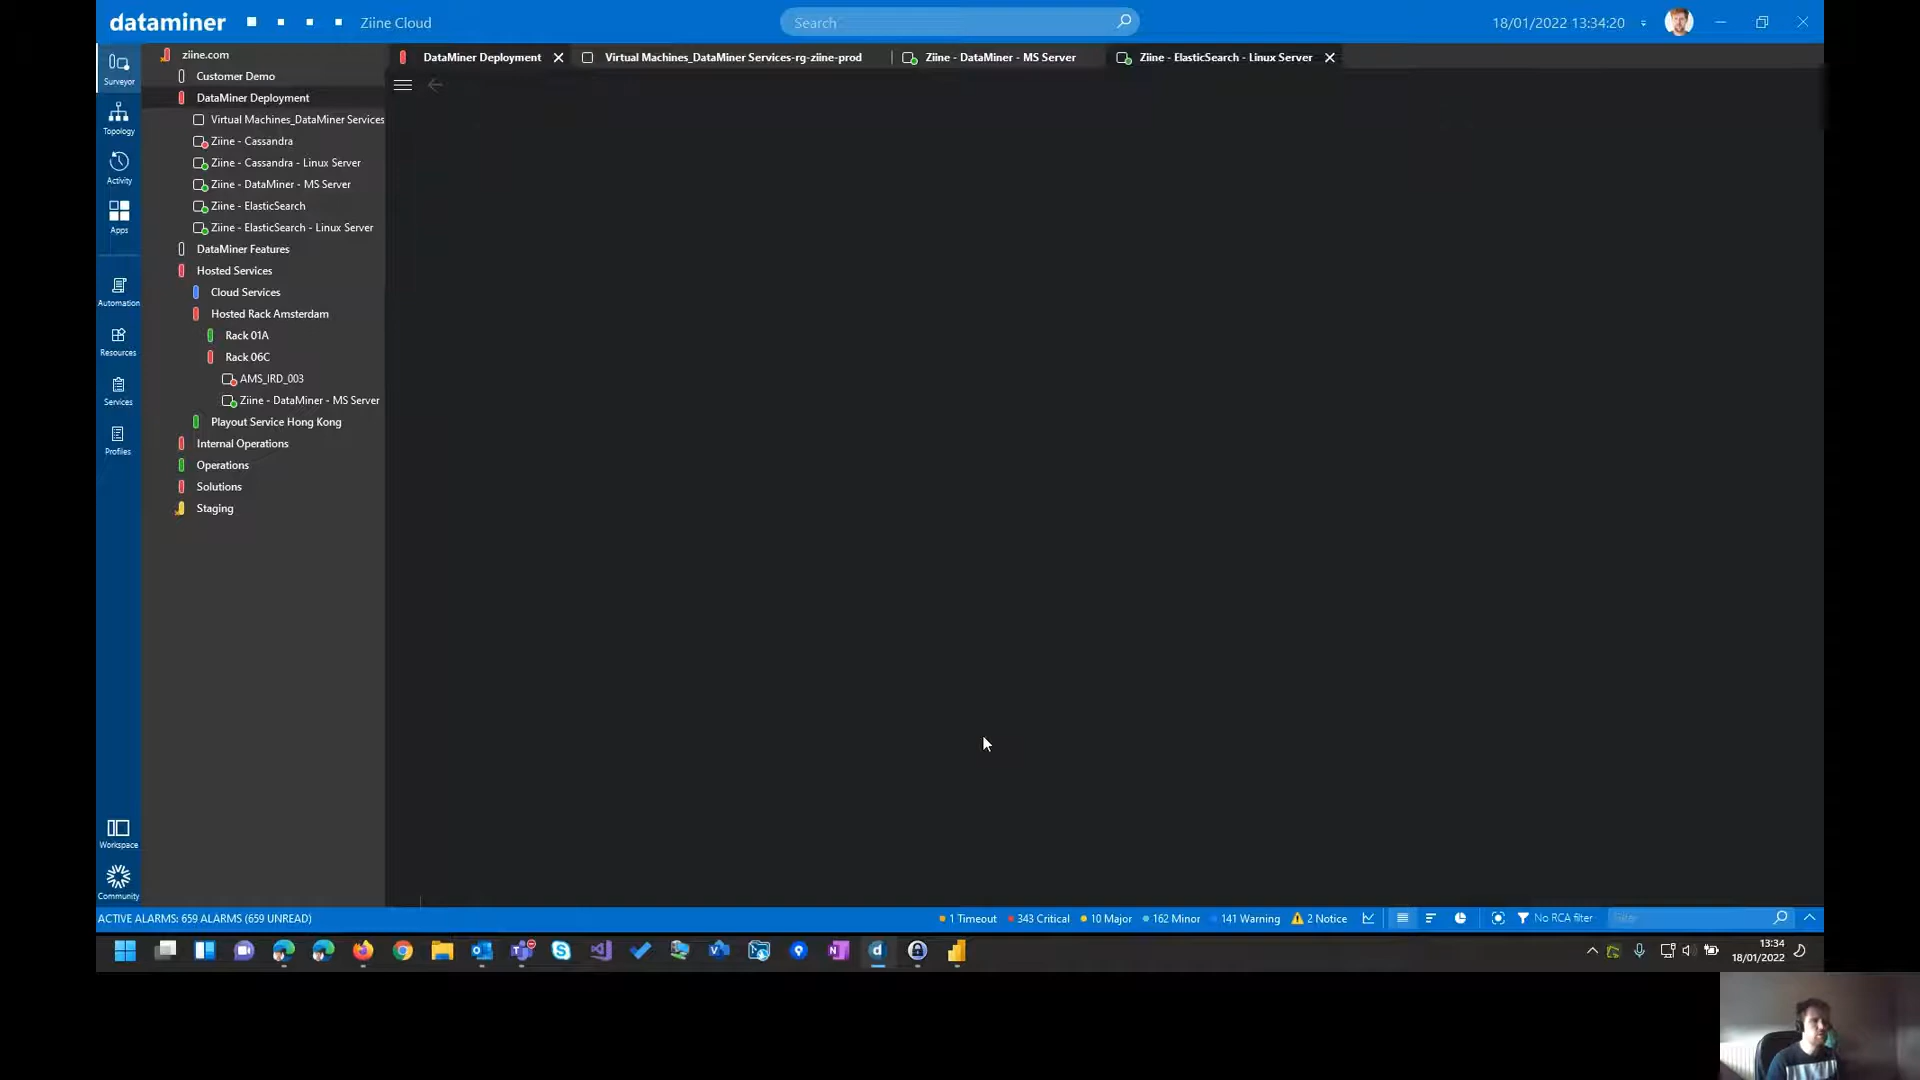 dataminer
Ziine Cloud
Search
18/01/2022 13:34:20
Surveyor
Topology
Activity
Apps
Automation
Resources
Services
Profiles
Workspace
Community
ziine.com
Customer Demo
DataMiner Deployment
Virtual Machines_DataMiner Services
Ziine - Cassandra
Ziine - Cassandra - Linux Server
Ziine - DataMiner - MS Server
Ziine - ElasticSearch
Ziine - ElasticSearch - Linux Server
DataMiner Features
Hosted Services
Cloud Services
Hosted Rack Amsterdam
Rack 01A
Rack 06C
AMS_IRD_003
Ziine - DataMiner - MS Server
Playout Service Hong Kong
Internal Operations
Operations
Solutions
Staging
DataMiner Deployment
Virtual Machines_DataMiner Services-rg-ziine-prod
Ziine - DataMiner - MS Server
Ziine - ElasticSearch - Linux Server
ACTIVE ALARMS: 659 ALARMS (659 UNREAD)
1 Timeout
343 Critical
10 Major
162 Minor
141 Warning
2 Notice
No RCA filter
Filter
13:34
18/01/2022